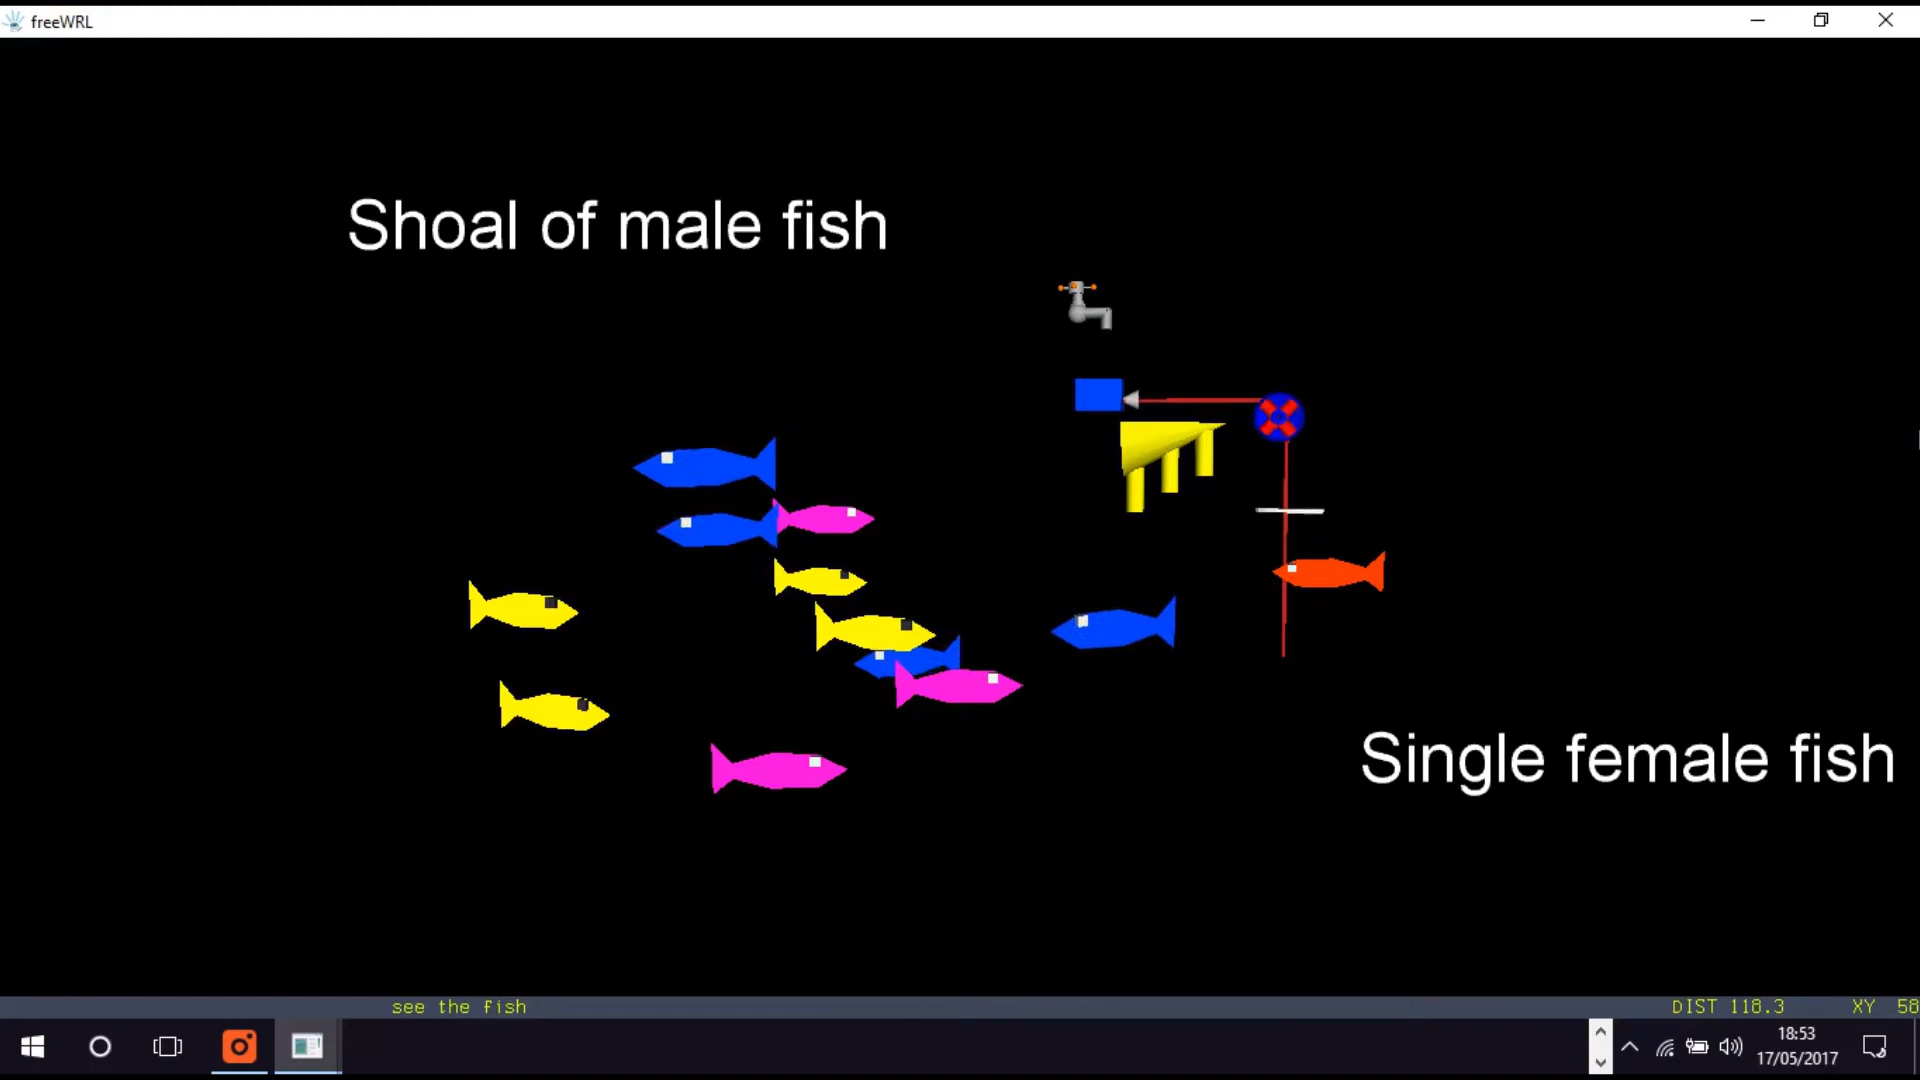 freeWRL
Shoal of male fish
Single female fish
see the fish
DIST 118.3 XY 58
18:53
17/05/2017